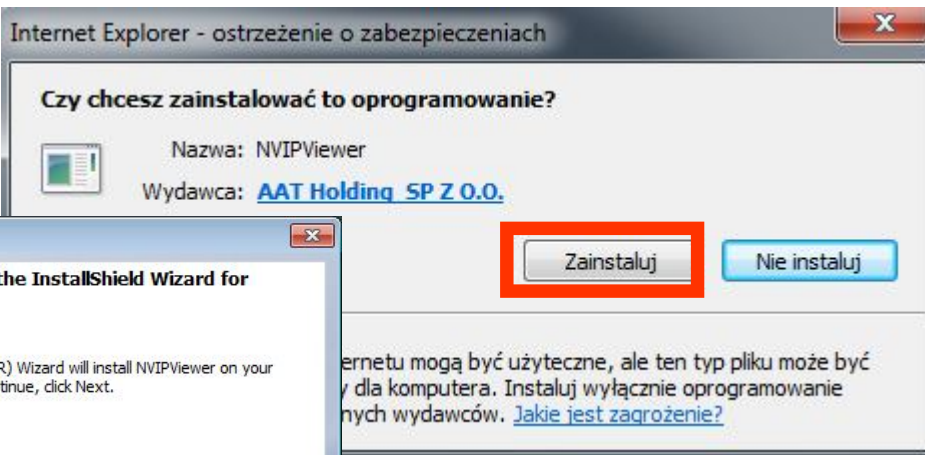 Internet Explorer - ostrzeżenie o zabezpieczeniach
Czy chcesz zainstalować to oprogramowanie?
Nazwa: NVIPViewer
Wydawca: AAT Holding SP Z O.O.
Zainstaluj
Nie instaluj
the InstallShield Wizard for
R) Wizard will install NVIPViewer on your
tinue, click Next.
ernetu mogą być użyteczne, ale ten typ pliku może być
y dla komputera. Instaluj wyłącznie oprogramowanie
nych wydawców. Jakie jest zagrożenie?